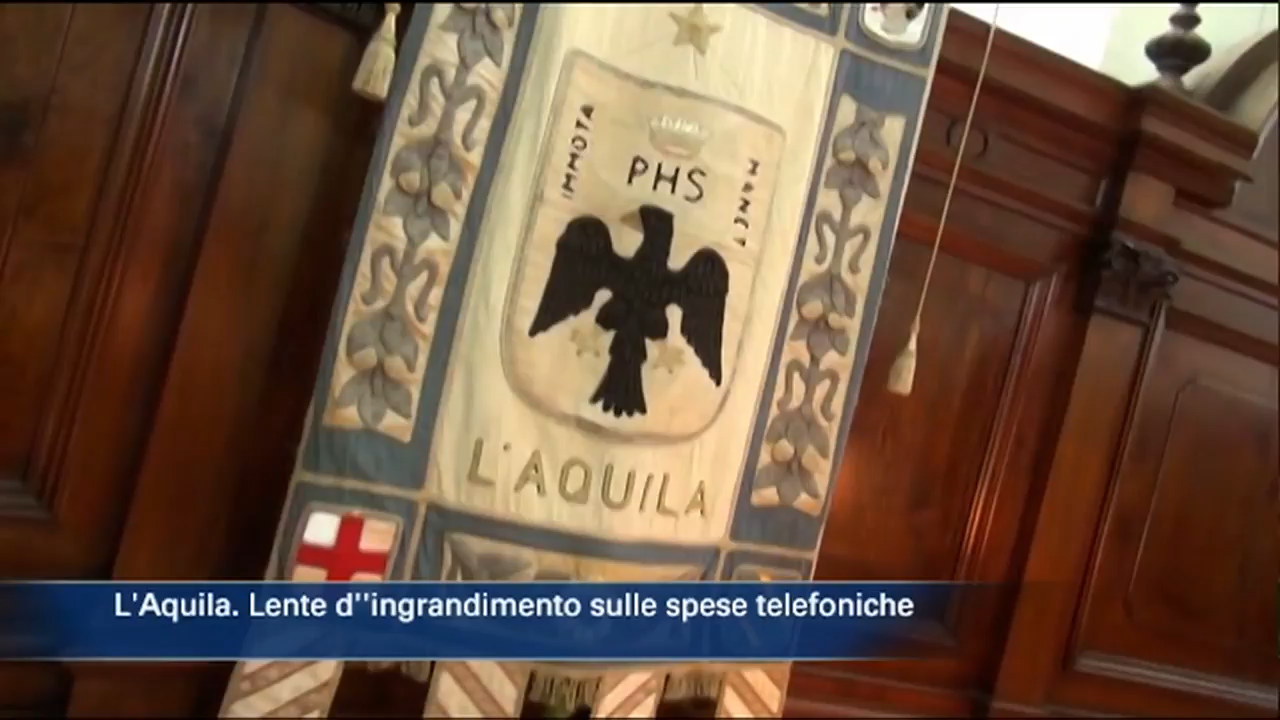 IMMOTA
PHS
MANET
L'AQUILA
L'Aquila. Lente d''ingrandimento sulle spese telefoniche